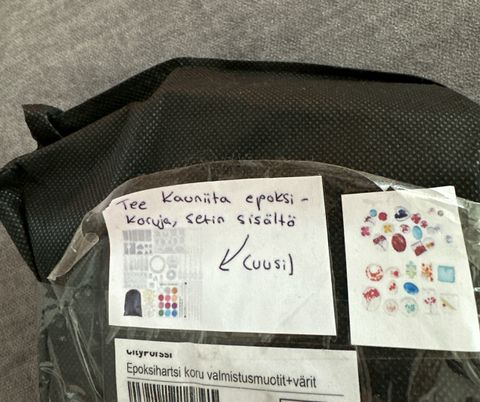 Tee kauniita epoksi-
koruja, setin sisältö
(uusi)
CityForssi
Epoksihartsi koru valmistusmuotit+värit